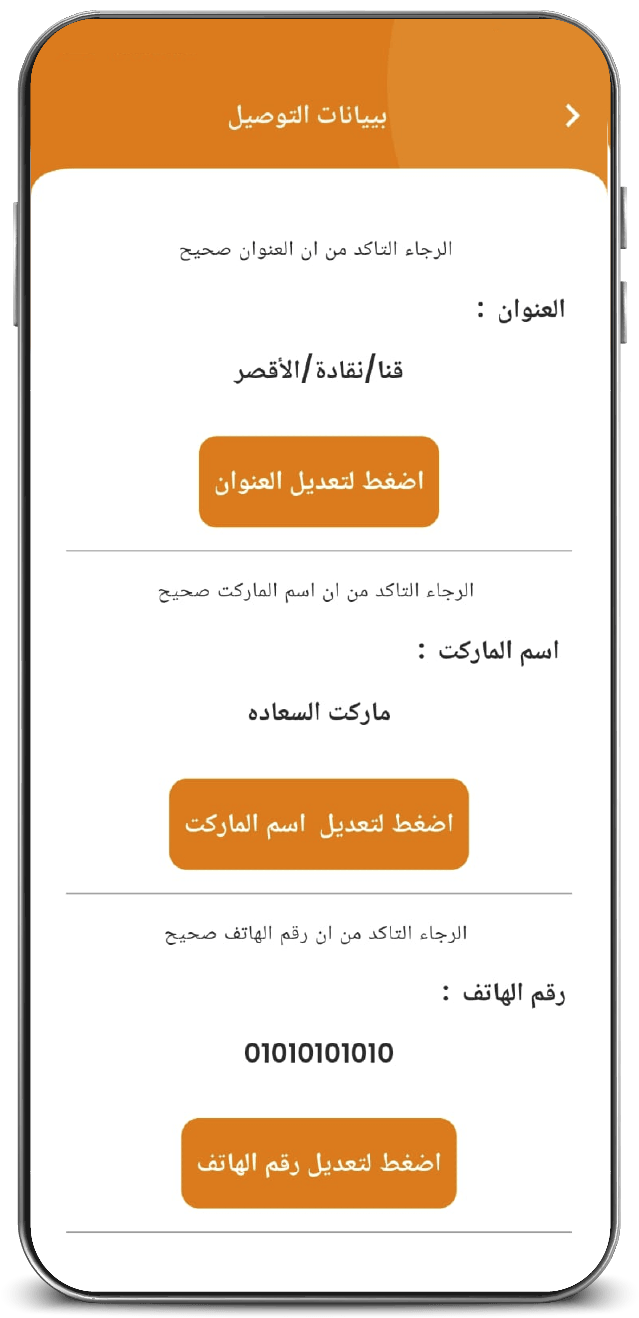 بييانات التوصيل
الرجاء التاكد من ان العنوان صحيح
العنوان :
قنا/نقادة/الأقصر
اضغط لتعديل العنوان
الرجاء التاكد من ان اسم الماركت صحيح
اسم الماركت :
ماركت السعاده
اضغط لتعديل اسم الماركت
الرجاء التاكد من ان رقم الهاتف صحيح
رقم الهاتف :
01010101010
اضغط لتعديل رقم الهاتف